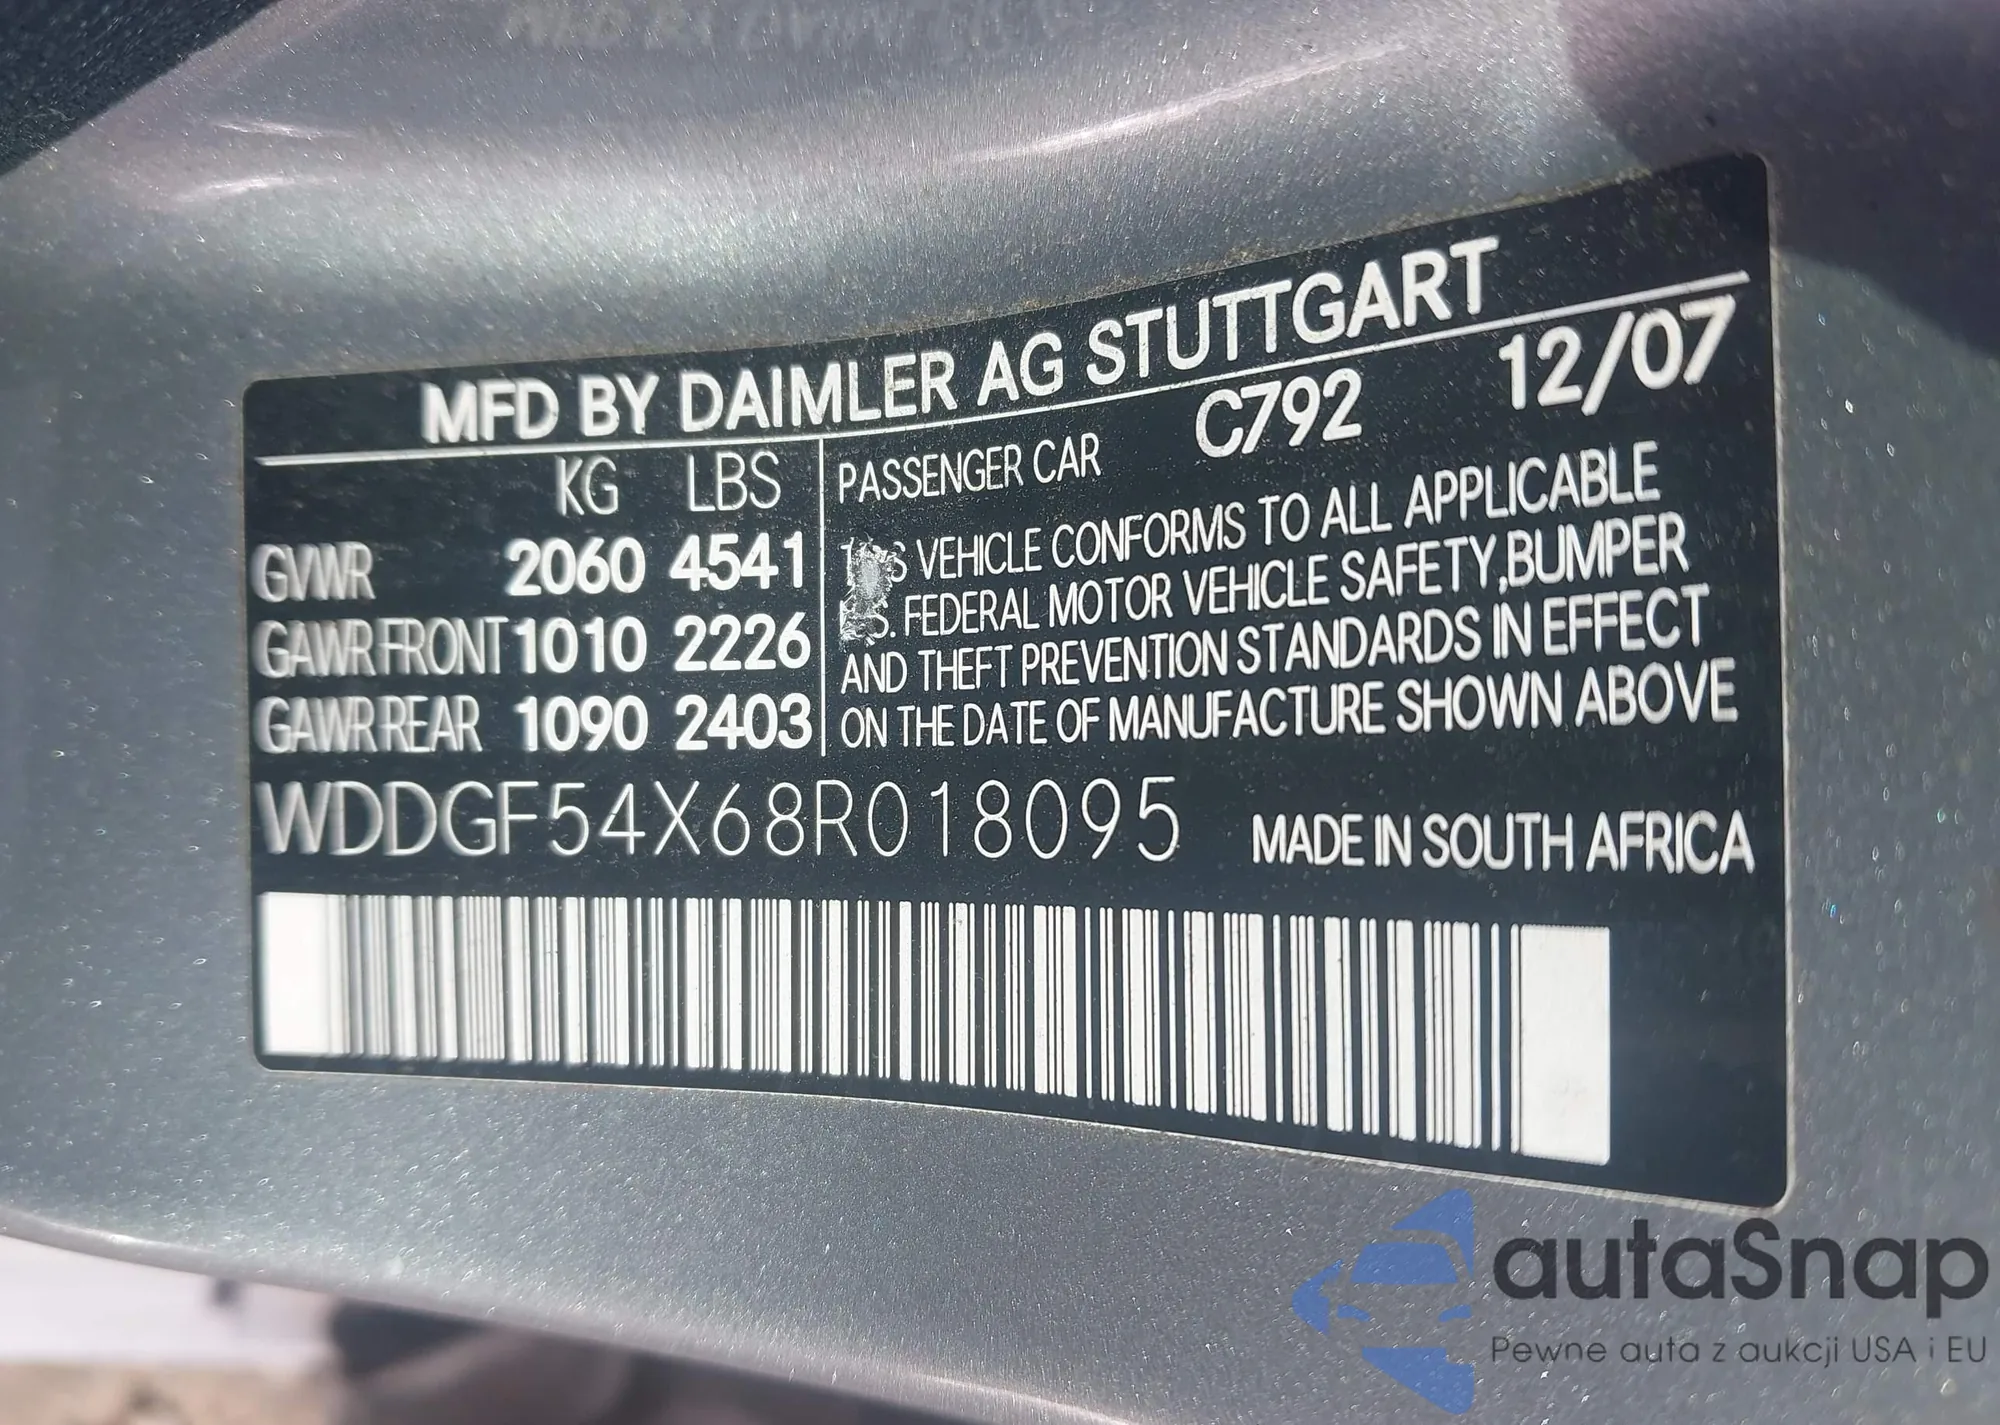 MFD BY DAIMLER AG STUTTGART
KG LBS
GVWR 2060 4541
GAWR FRONT 1010 2226
GAWR REAR 1090 2403
PASSENGER CAR C792 12/07
VEHICLE CONFORMS TO ALL APPLICABLE
FEDERAL MOTOR VEHICLE SAFETY,BUMPER
AND THEFT PREVENTION STANDARDS IN EFFECT
ON THE DATE OF MANUFACTURE SHOWN ABOVE
WDDGF54X68R018095 MADE IN SOUTH AFRICA
autaSnap
Pewne auta z aukcji USA i EU